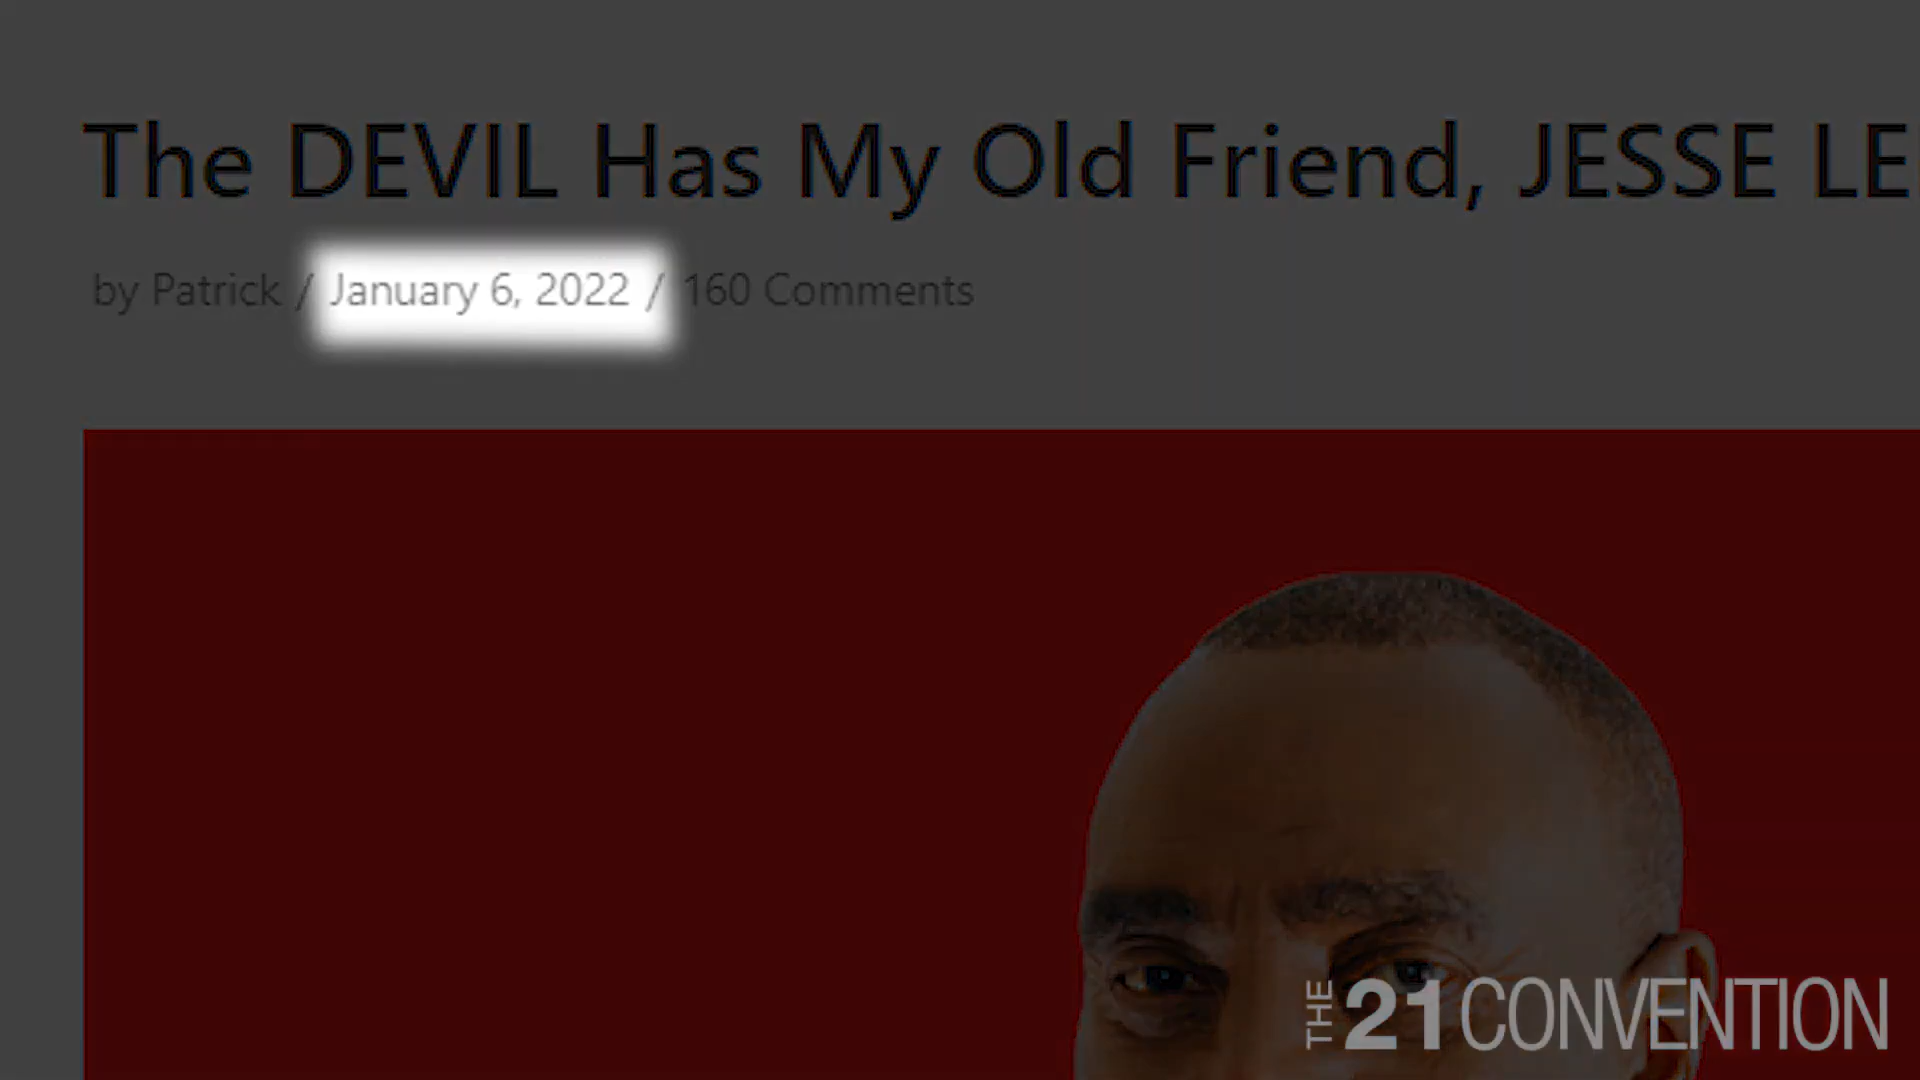 The DEVIL Has My Old Friend, JESSE LE
by Patrick / January 6, 2022 / 160 Comments
THE 21 CONVENTION